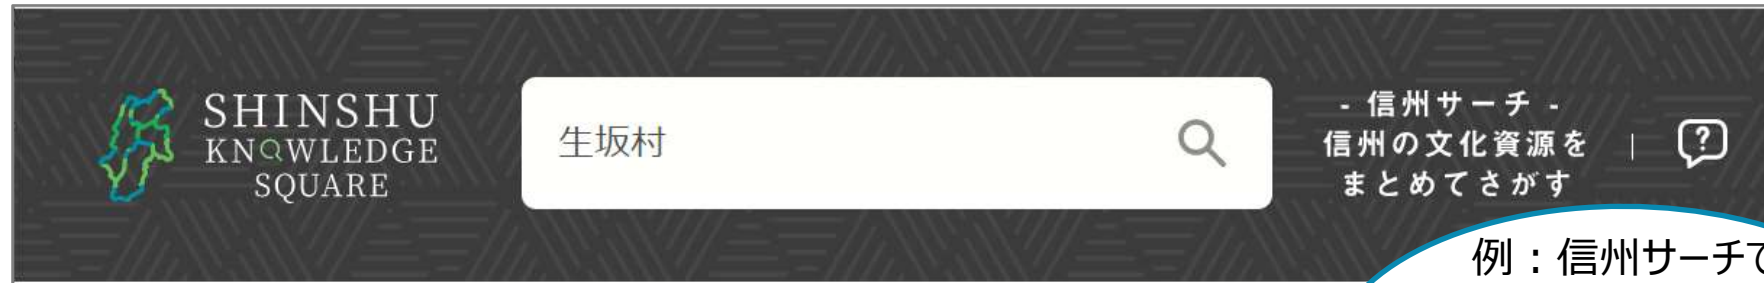 SHINSHU
KNOWLEDGE
SQUARE
生坂村
- 信州サーチ -
信州の文化資源を
まとめてさがす
?
例：信州サーチで